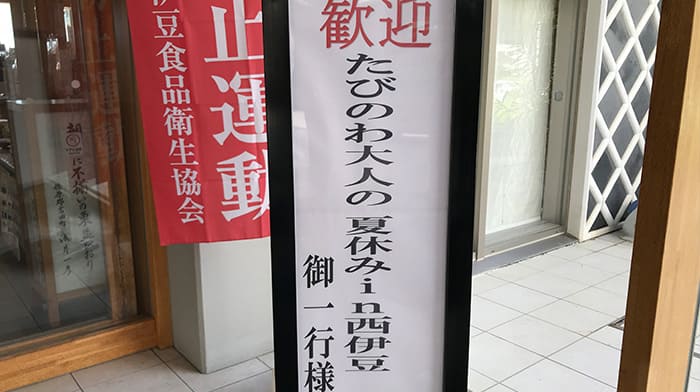 歓迎
たびのわ大人の夏休みin西伊豆
御一行様
止運動
伊豆食品衛生協会